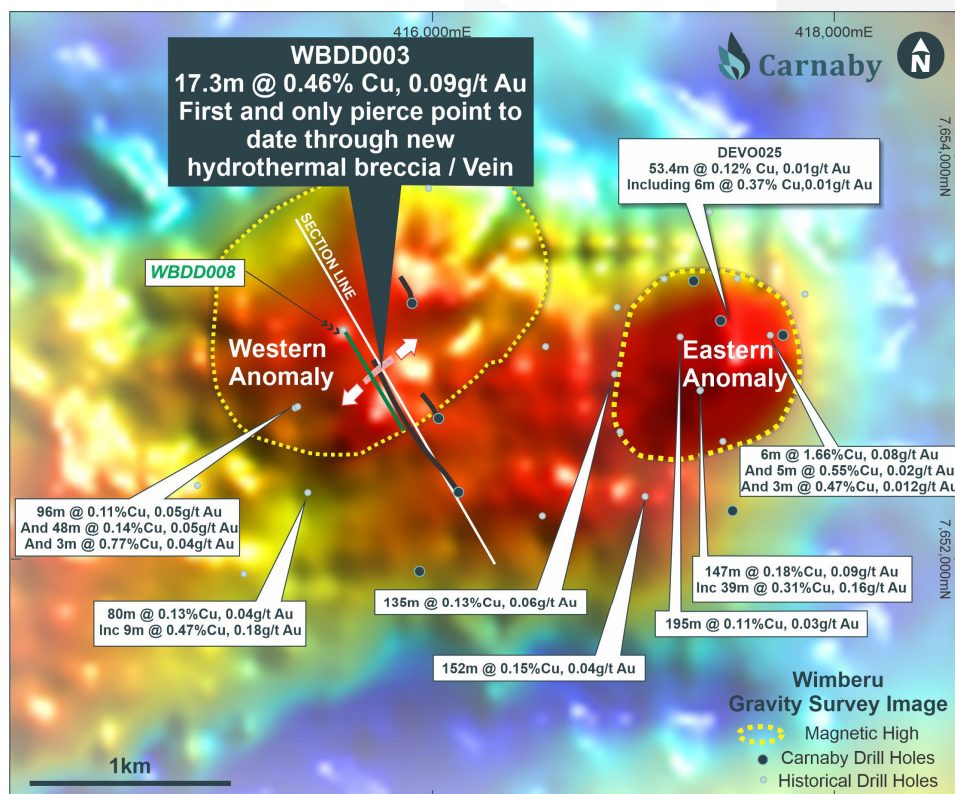 416,000mE
418,000mE
Carnaby
N
WBDD003
17.3m @ 0.46% Cu, 0.09g/t Au
First and only pierce point to
date through new
hydrothermal breccia / Vein
7,654,000mN
DEVO025
53.4m @ 0.12% Cu, 0.01g/t Au
Including 6m @ 0.37% Cu,0.01g/t Au
SECTION LINE
WBDD008
Western
Anomaly
Eastern
Anomaly
6m @ 1.66%Cu, 0.08g/t Au
And 5m @ 0.55%Cu, 0.02g/t Au
And 3m @ 0.47%Cu, 0.012g/t Au
96m @ 0.11%Cu, 0.05g/t Au
And 48m @ 0.14%Cu, 0.05g/t Au
And 3m @ 0.77%Cu, 0.04g/t Au
7,652,000mN
147m @ 0.18%Cu, 0.09g/t Au
Inc 39m @ 0.31%Cu, 0.16g/t Au
135m @ 0.13%Cu, 0.06g/t Au
80m @ 0.13%Cu, 0.04g/t Au
Inc 9m @ 0.47%Cu, 0.18g/t Au
195m @ 0.11%Cu, 0.03g/t Au
152m @ 0.15%Cu, 0.04g/t Au
Wimberu
Gravity Survey Image
Magnetic High
Carnaby Drill Holes
Historical Drill Holes
1km